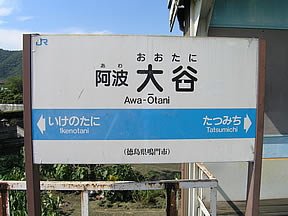 JR
おおたに
あわ
阿波大谷
Awa-Ōtani
いけのたに
Ikenotani
たつみち
Tatsumichi
（徳島県鳴門市）